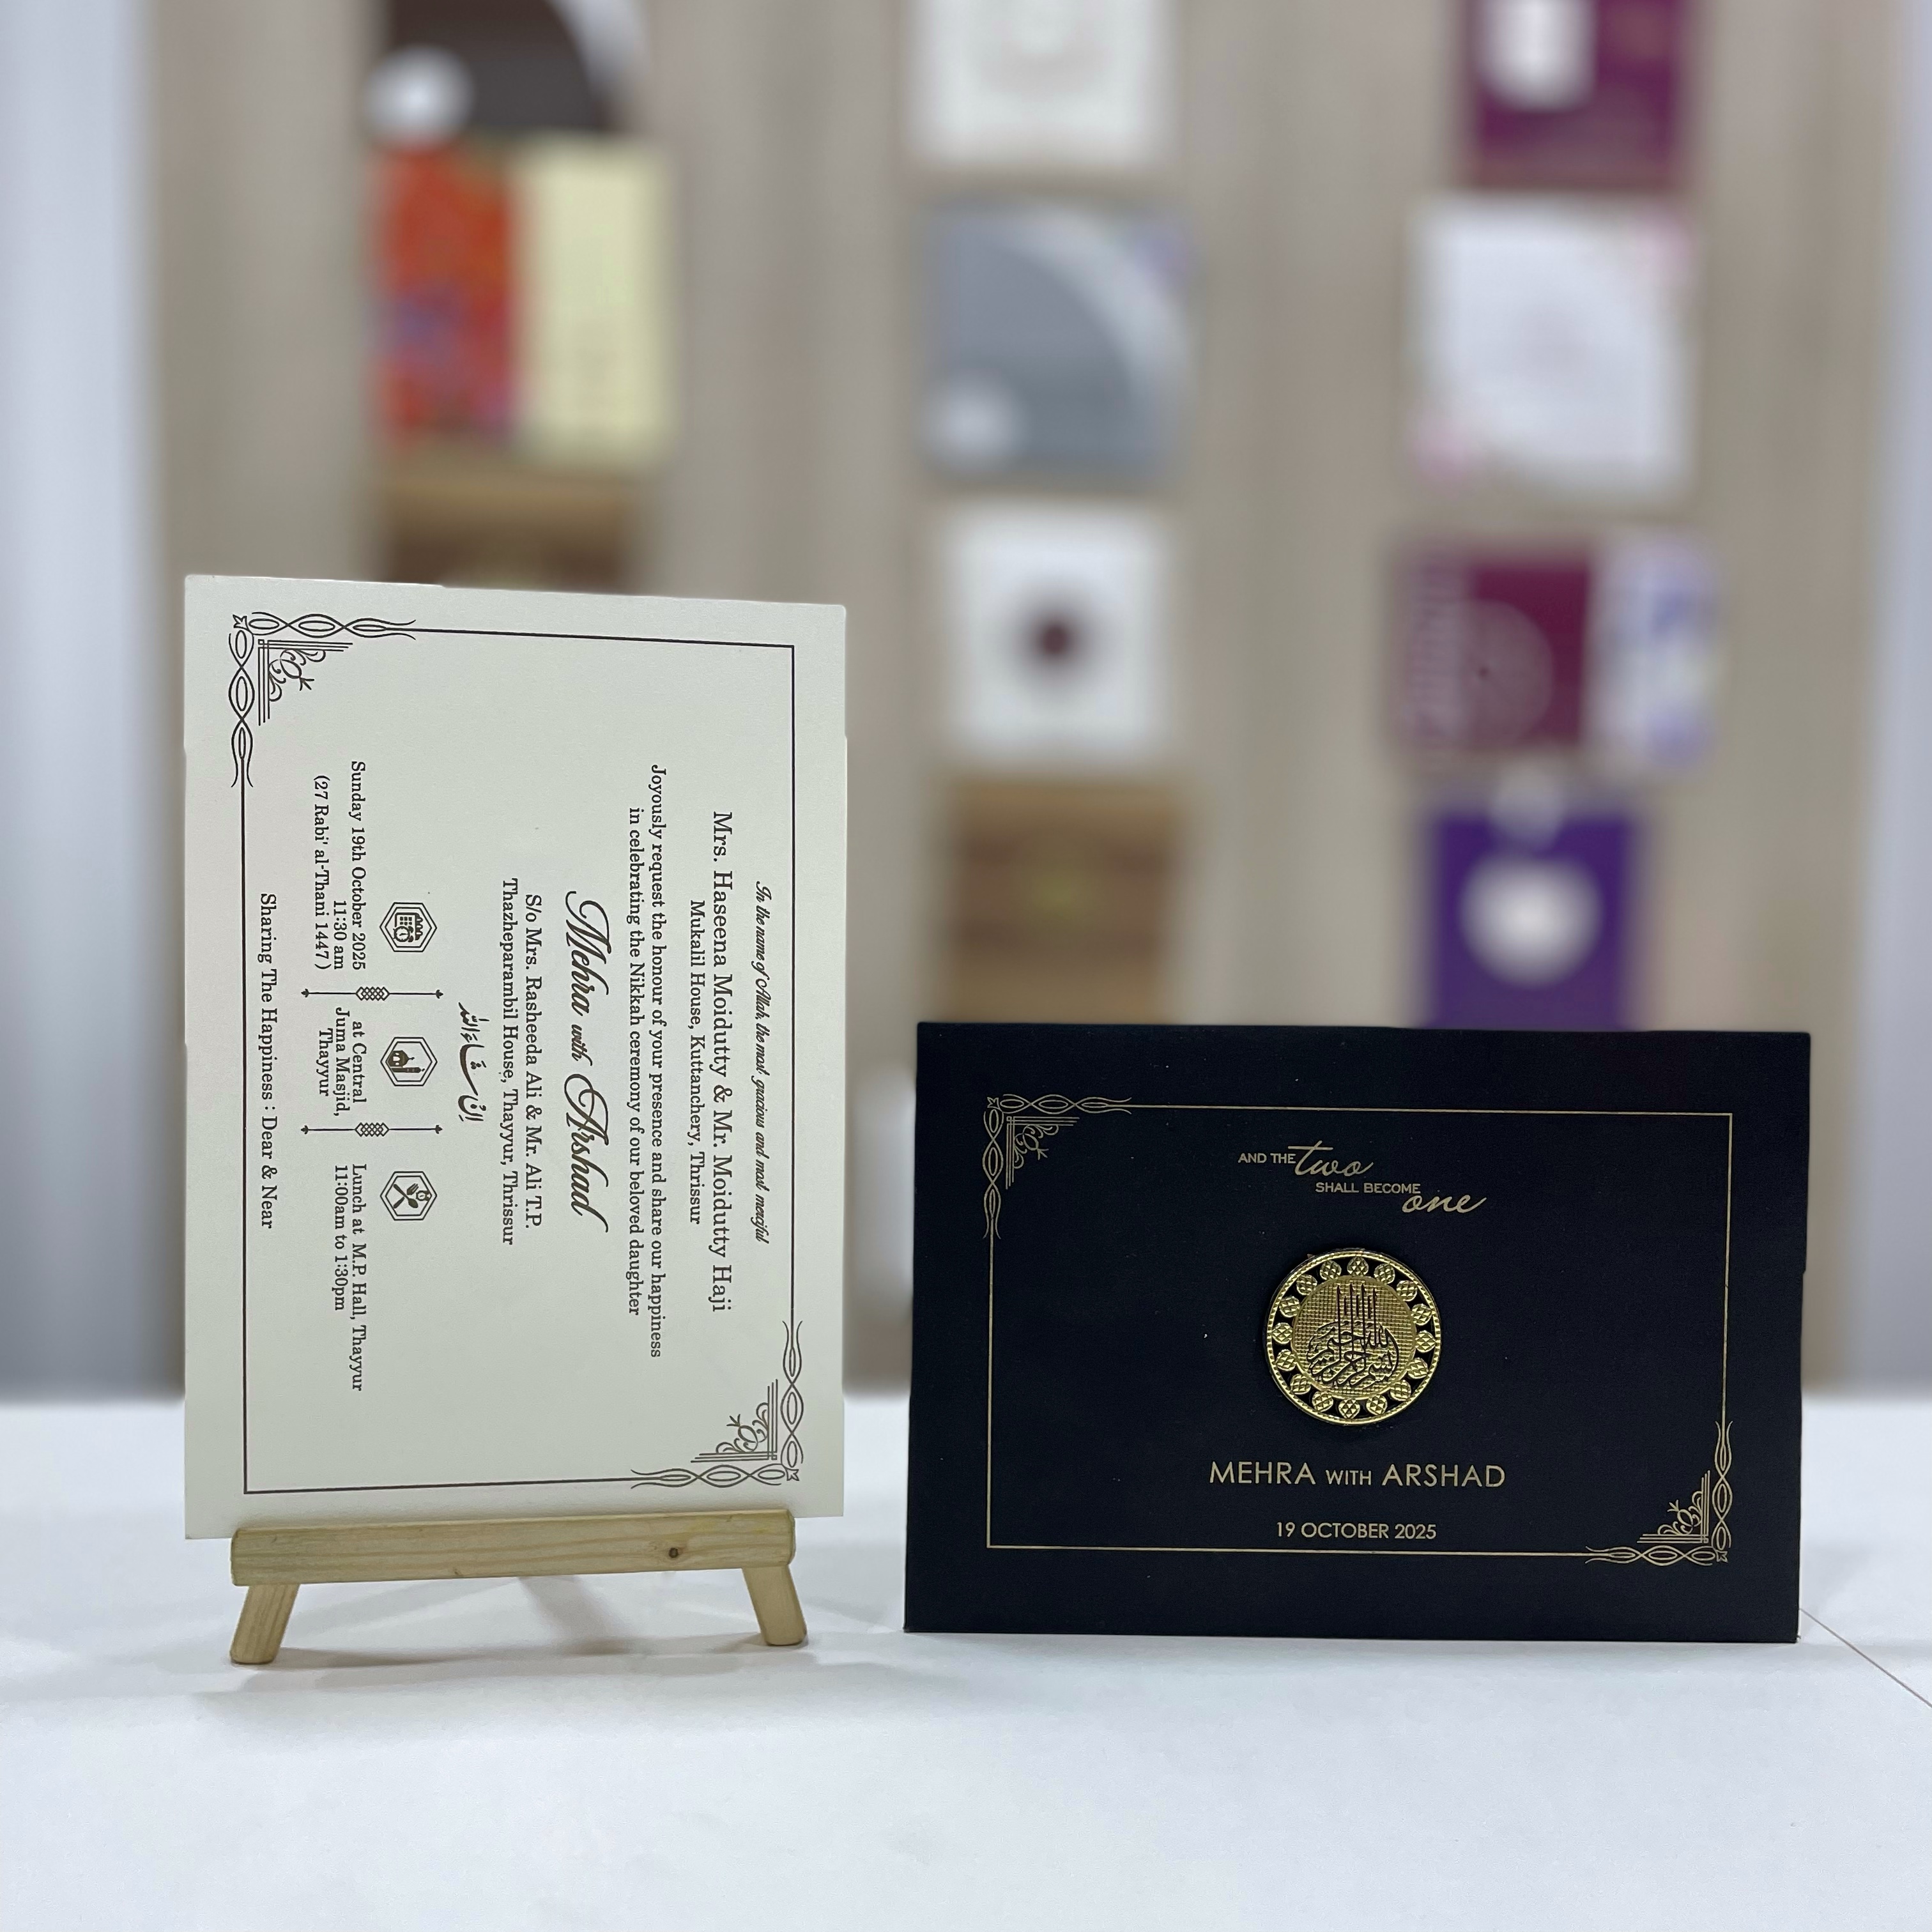 In the name of Allah, the most gracious and most merciful
Mrs. Haseena Moidutty & Mr. Moidutty Haji
Mukalil House, Kuttanchery, Thrissur
Joyously request the honour of your presence and share our happiness
in celebrating the Nikkah ceremony of our beloved daughter
Mehra with Arshad
S/o Mrs. Rasheeda Ali & Mr. Ali T.P.
Thazheparambil House, Thayyur, Thrissur
إن شاء الله
Sunday 19th October 2025
11:30 am
(27 Rabi' al-Thani 1447 )
at Central
Juma Masjid,
Thayyur
Lunch at M.P. Hall, Thayyur
11:00am to 1:30pm
Sharing The Happiness : Dear & Near
AND THE two
SHALL BECOME one
MEHRA WITH ARSHAD
19 OCTOBER 2025